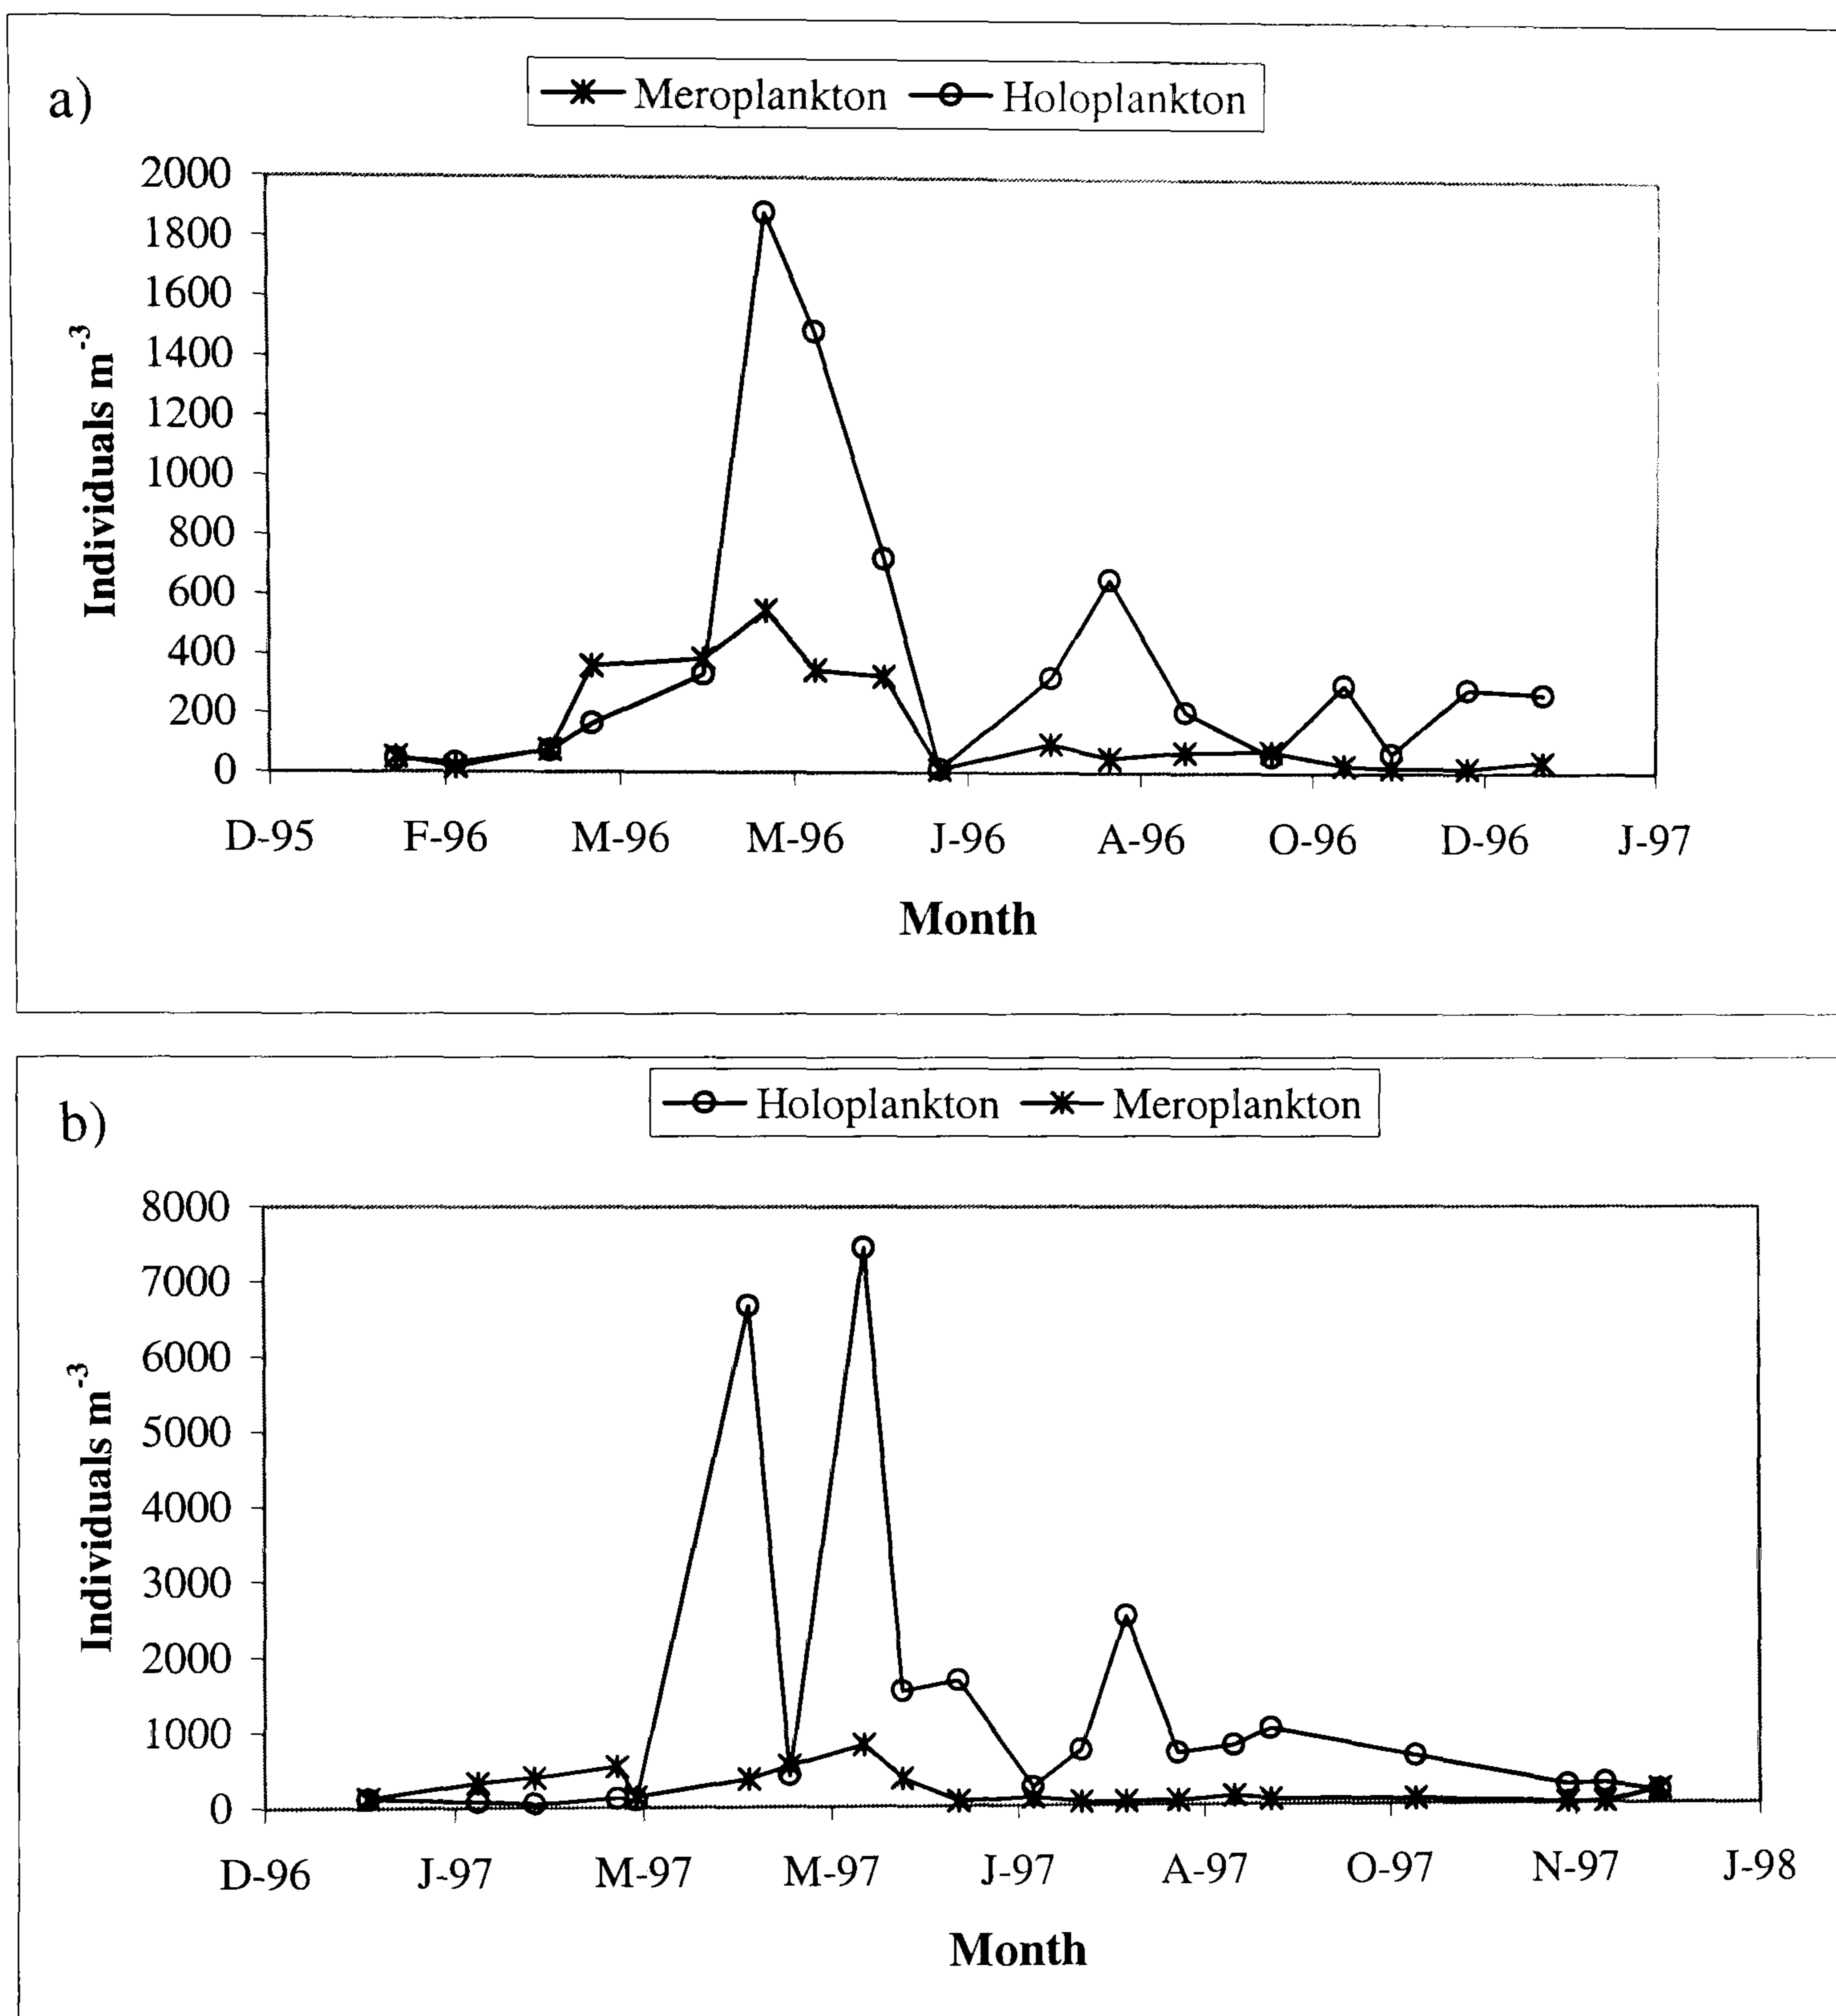 a)
Meroplankton Holoplankton
2000
1800
1600
1400
1200
1000
800
600
400
200
0
Individuals m-3
D-95 F-96 M-96 M-96 J-96 A-96 O-96 D-96 J-97
Month
b)
Holoplankton Meroplankton
8000
7000
6000
5000
4000
3000
2000
1000
0
Individuals m-3
D-96 J-97 M-97 M-97 J-97 A-97 O-97 N-97 J-98
Month